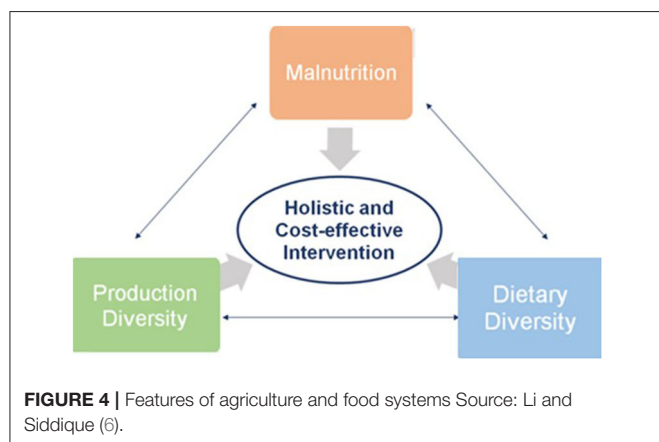 Malnutrition
Holistic and
Cost-effective
Intervention
Production
Diversity
Dietary
Diversity
FIGURE 4 | Features of agriculture and food systems Source: Li and
Siddique (6).